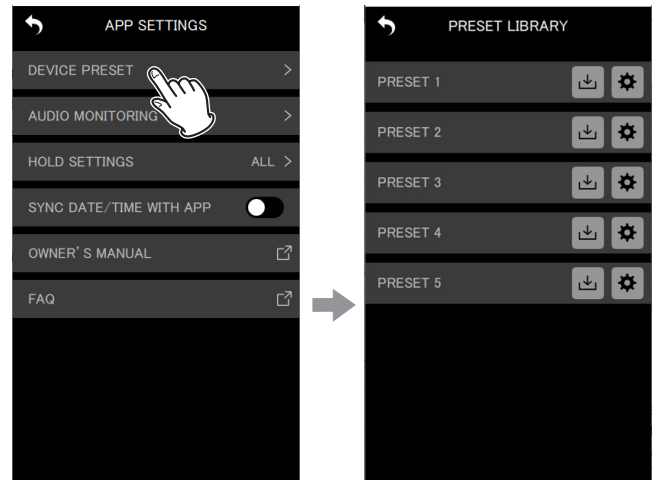 APP SETTINGS
DEVICE PRESET
AUDIO MONITORING
HOLD SETTINGS ALL
SYNC DATE/TIME WITH APP
OWNER'S MANUAL
FAQ
PRESET LIBRARY
PRESET 1
PRESET 2
PRESET 3
PRESET 4
PRESET 5